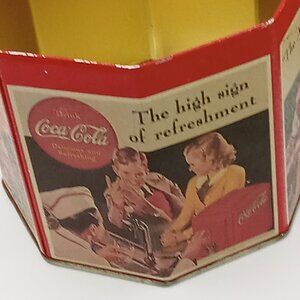 Drink
Coca-Cola
Delicious and
Refreshing
The high sign
of refreshment
Coca-Cola